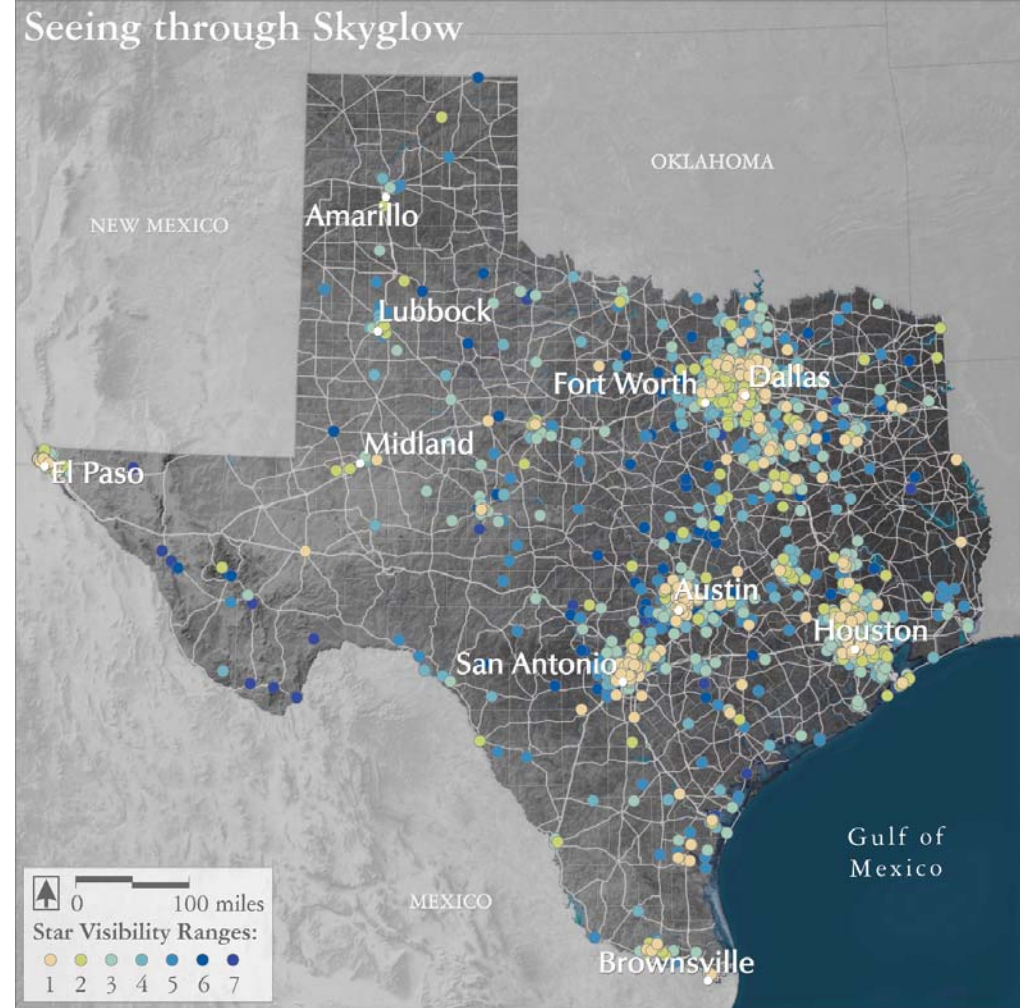 Seeing through Skyglow
OKLAHOMA
NEW MEXICO
Amarillo
Lubbock
Fort Worth
Dallas
Midland
El Paso
Austin
Houston
San Antonio
Gulf of
Mexico
MEXICO
Brownsville
0 100 miles
Star Visibility Ranges:
1 2 3 4 5 6 7